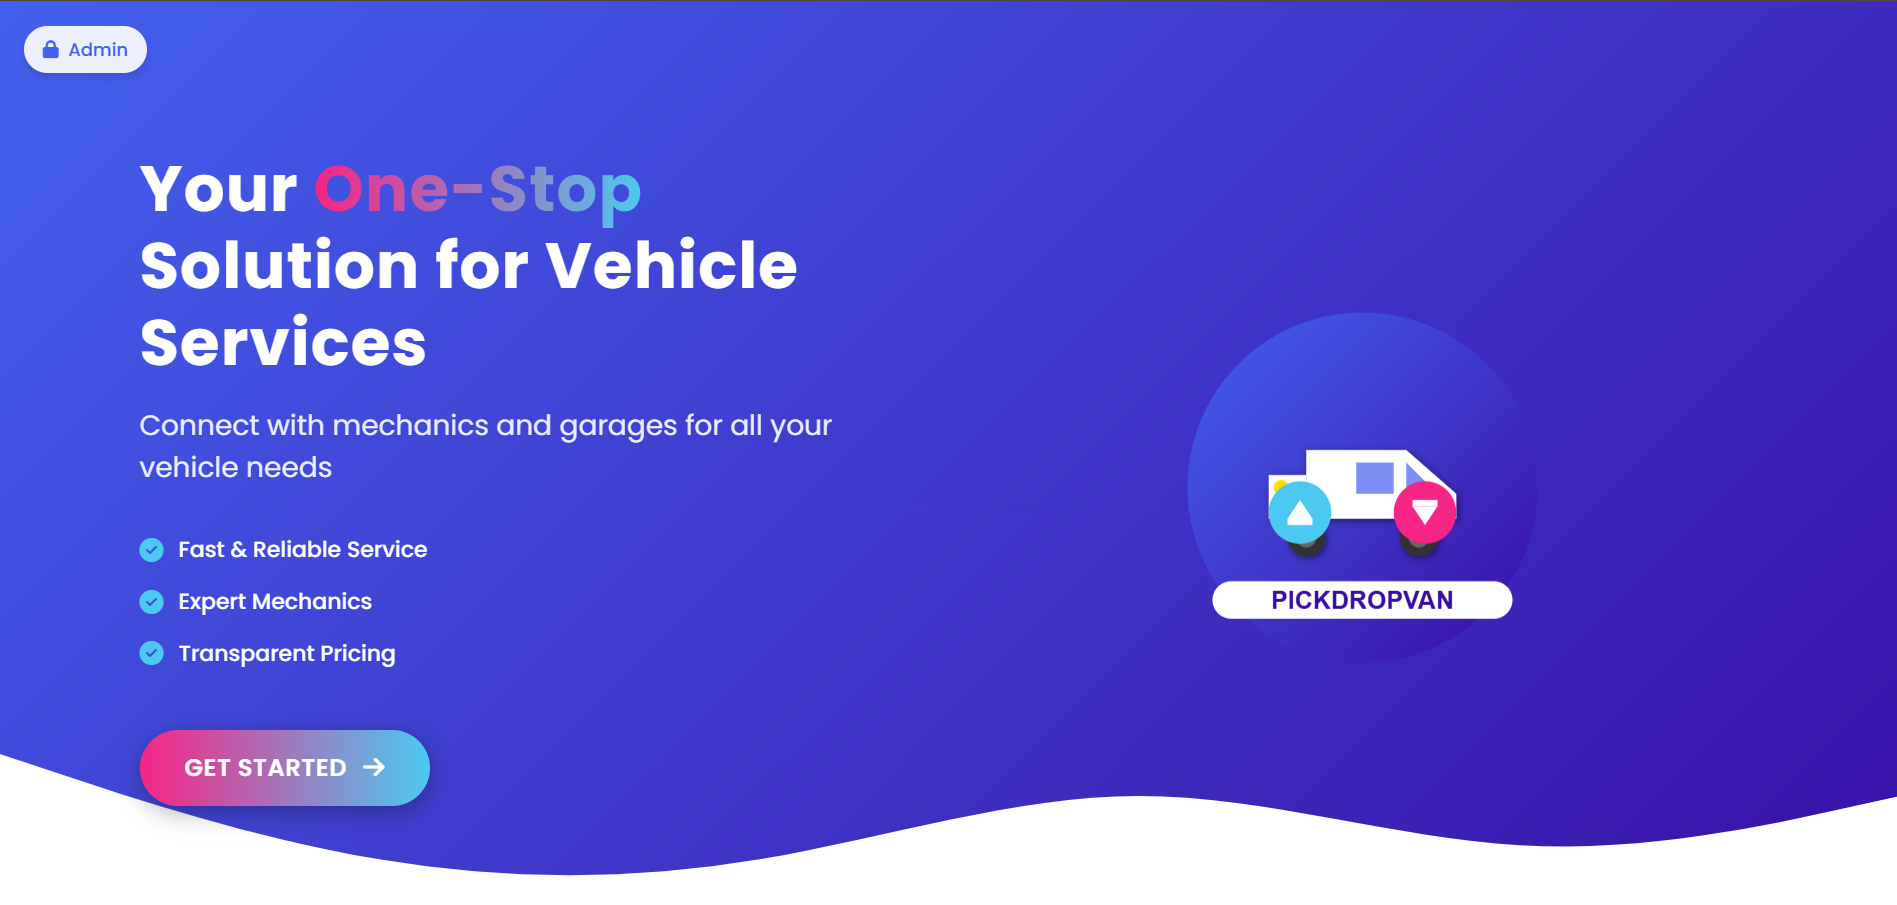 Admin
Your One-Stop
Solution for Vehicle
Services
Connect with mechanics and garages for all your
vehicle needs
Fast & Reliable Service
Expert Mechanics
Transparent Pricing
GET STARTED
PICKDROPVAN